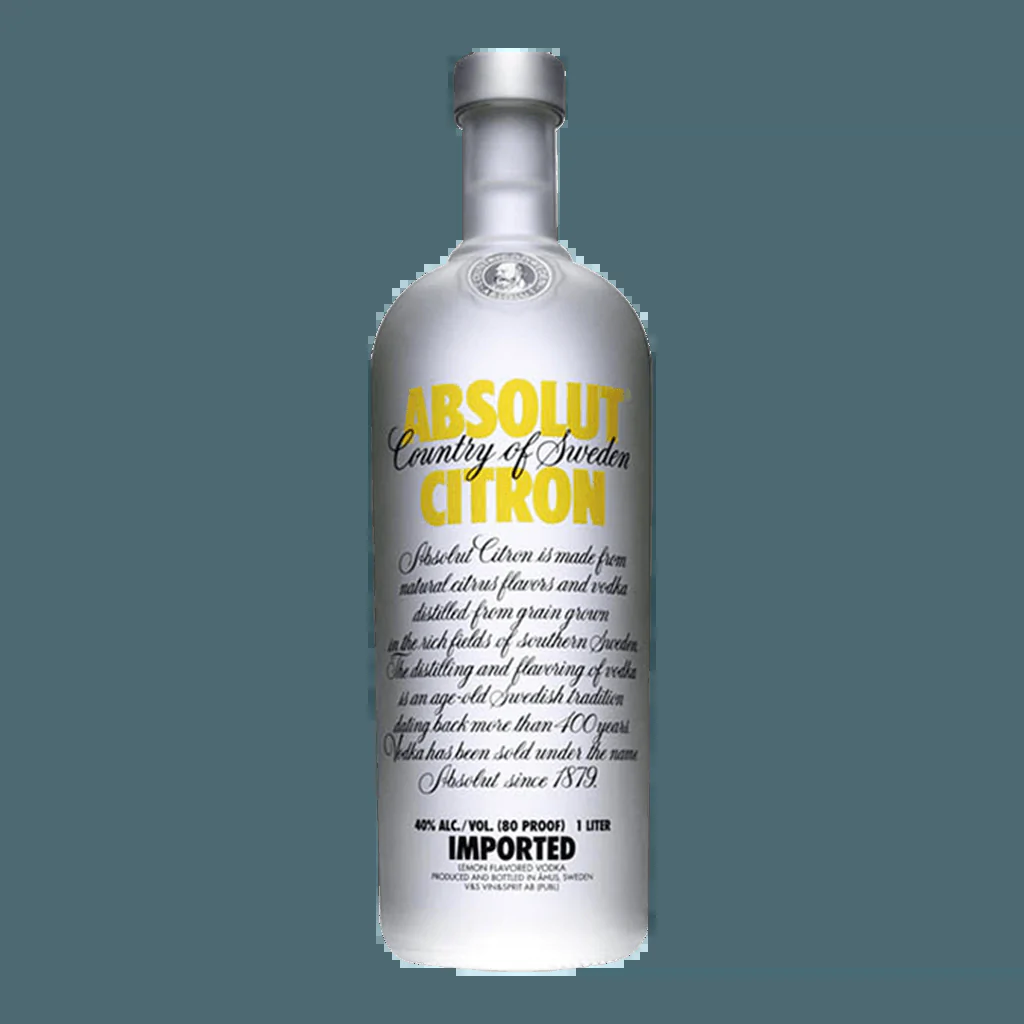 ABSOLUT
Country of Sweden
CITRON
Absolut Citron is made from
natural citrus flavors and vodka
distilled from grain grown
in the rich fields of southern Sweden.
The distilling and flavoring of vodka
is an age-old Swedish tradition
dating back more than 400 years.
Vodka has been sold under the name
Absolut since 1879.
40% ALC./VOL. (80 PROOF) 1 LITER
IMPORTED
LEMON FLAVORED VODKA
PRODUCED AND BOTTLED IN ÅHUS, SWEDEN
V&S VIN&SPRIT AB (PUBL)